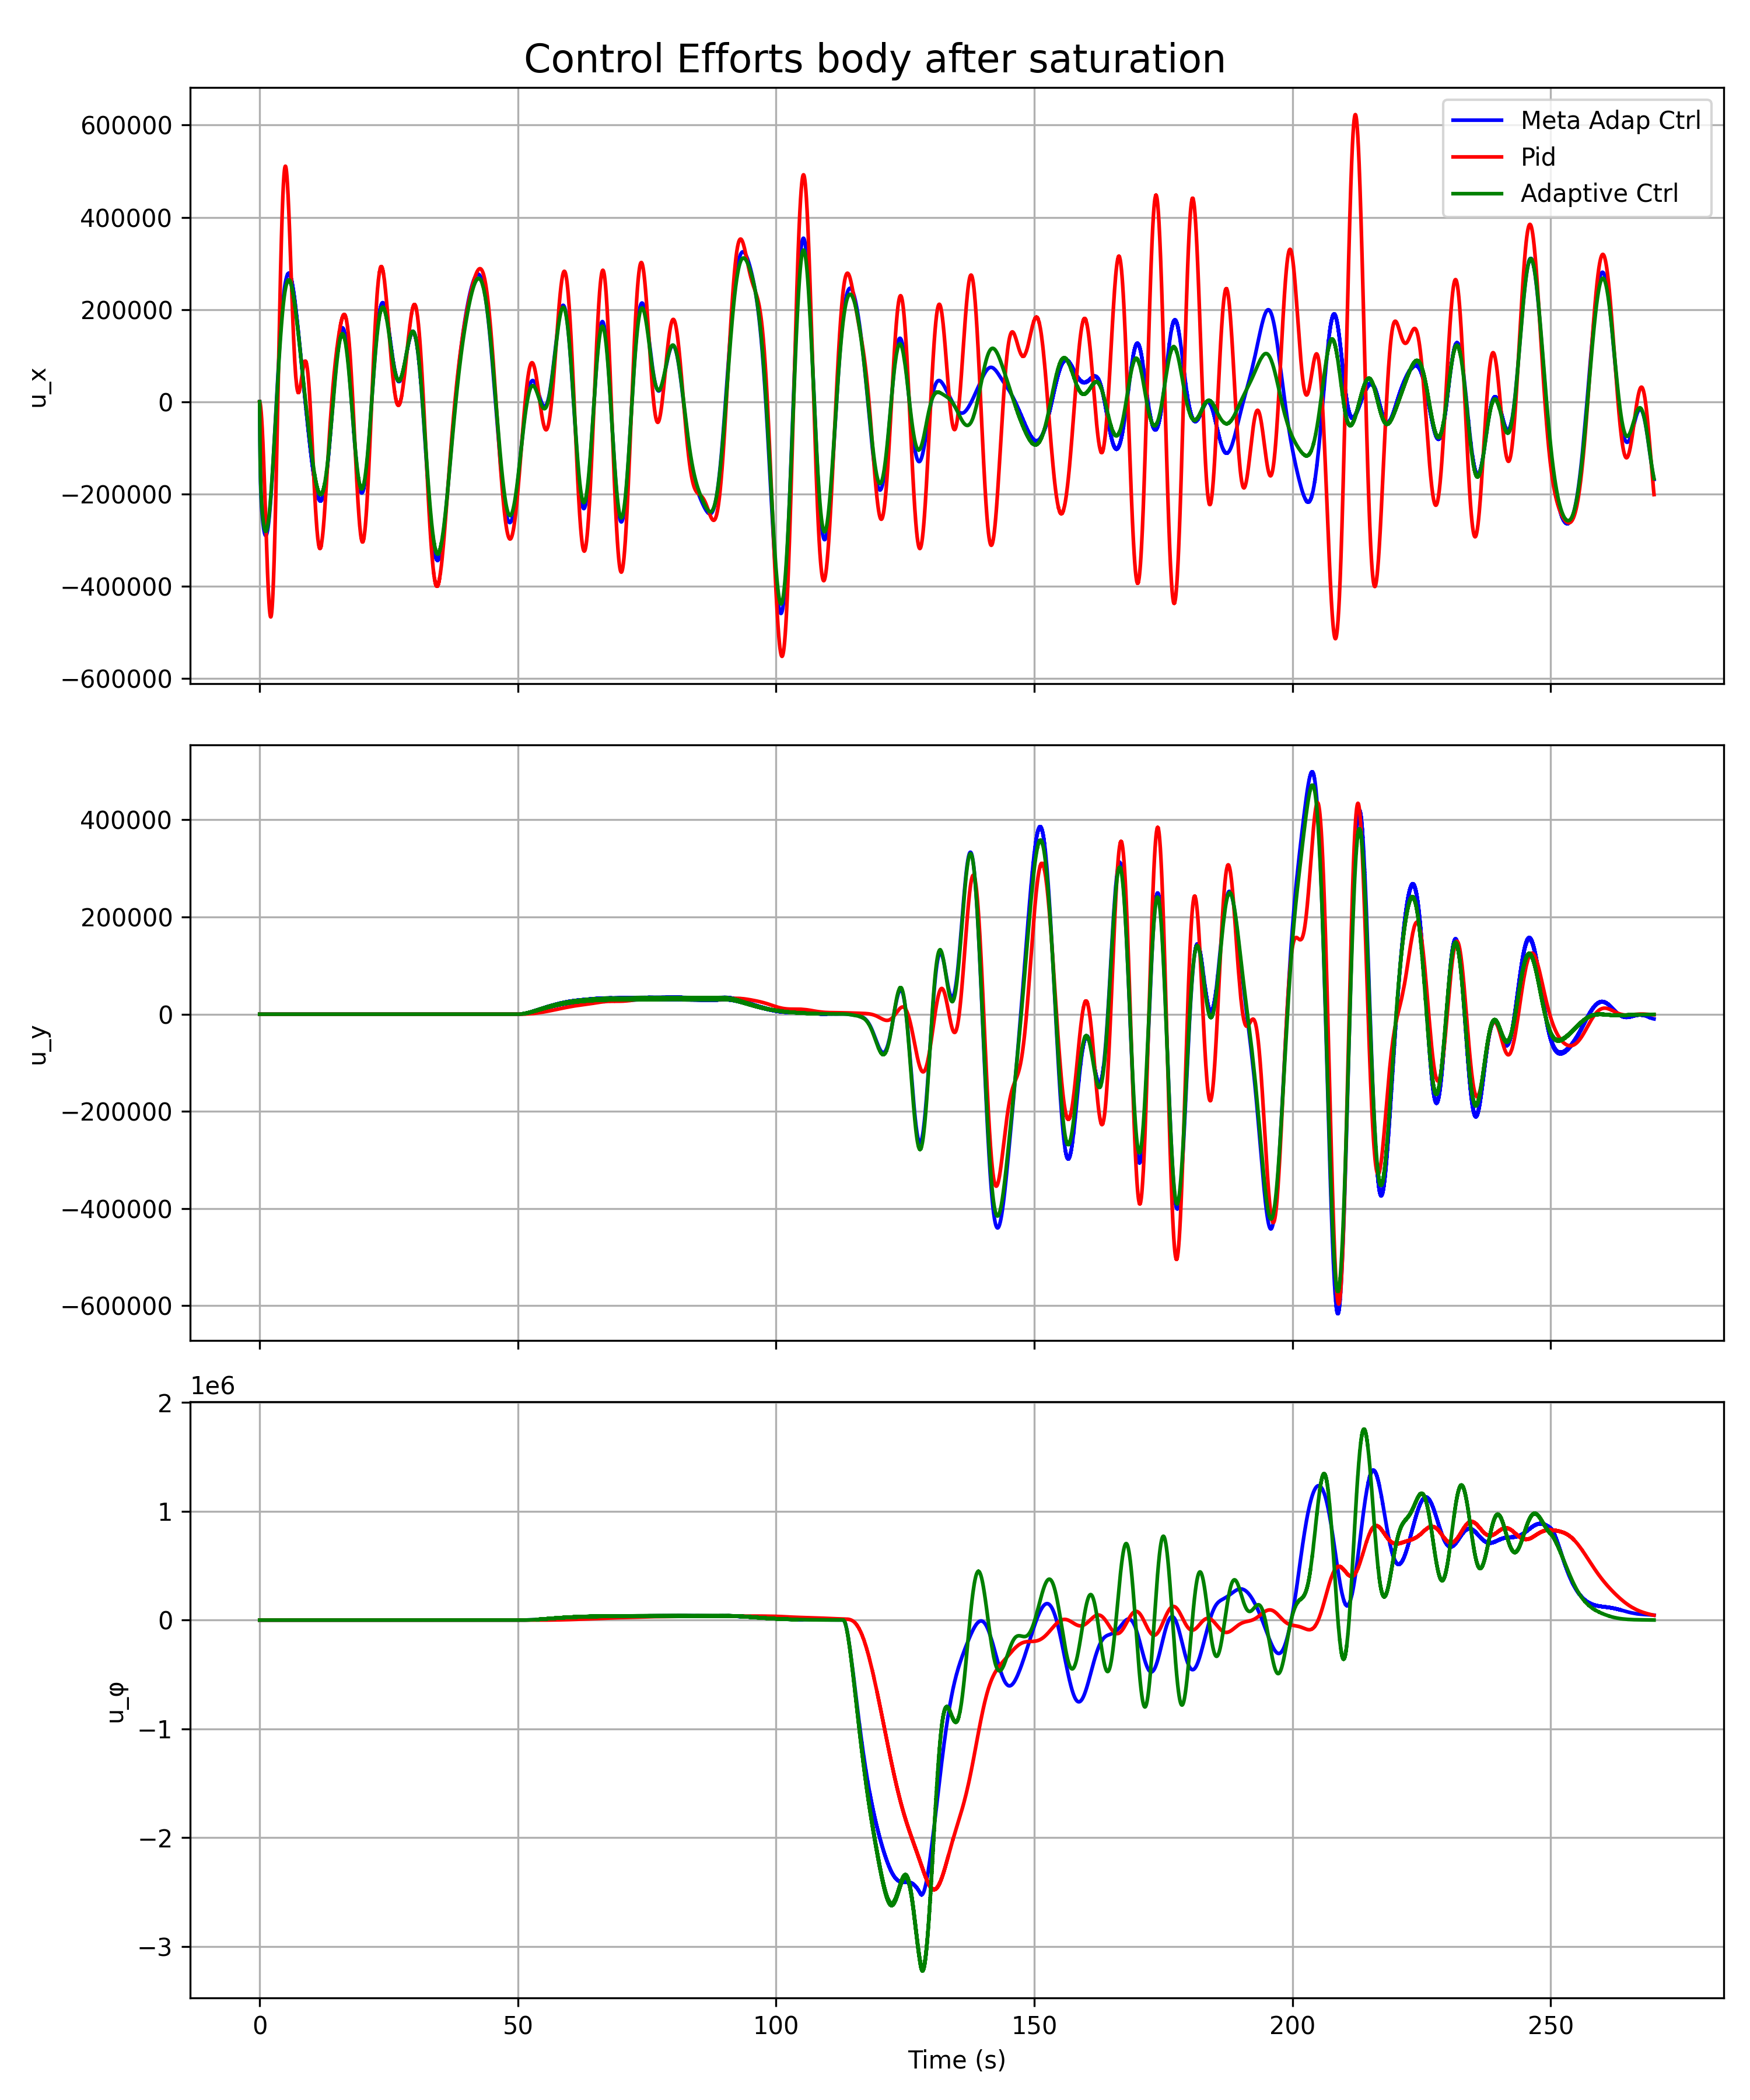 Control Efforts body after saturation
600000
400000
200000
0
−200000
−400000
−600000
u_x
Meta Adap Ctrl
Pid
Adaptive Ctrl
400000
200000
0
−200000
−400000
−600000
u_y
1e6
2
1
0
−1
−2
−3
u_φ
0 50 100 150 200 250
Time (s)